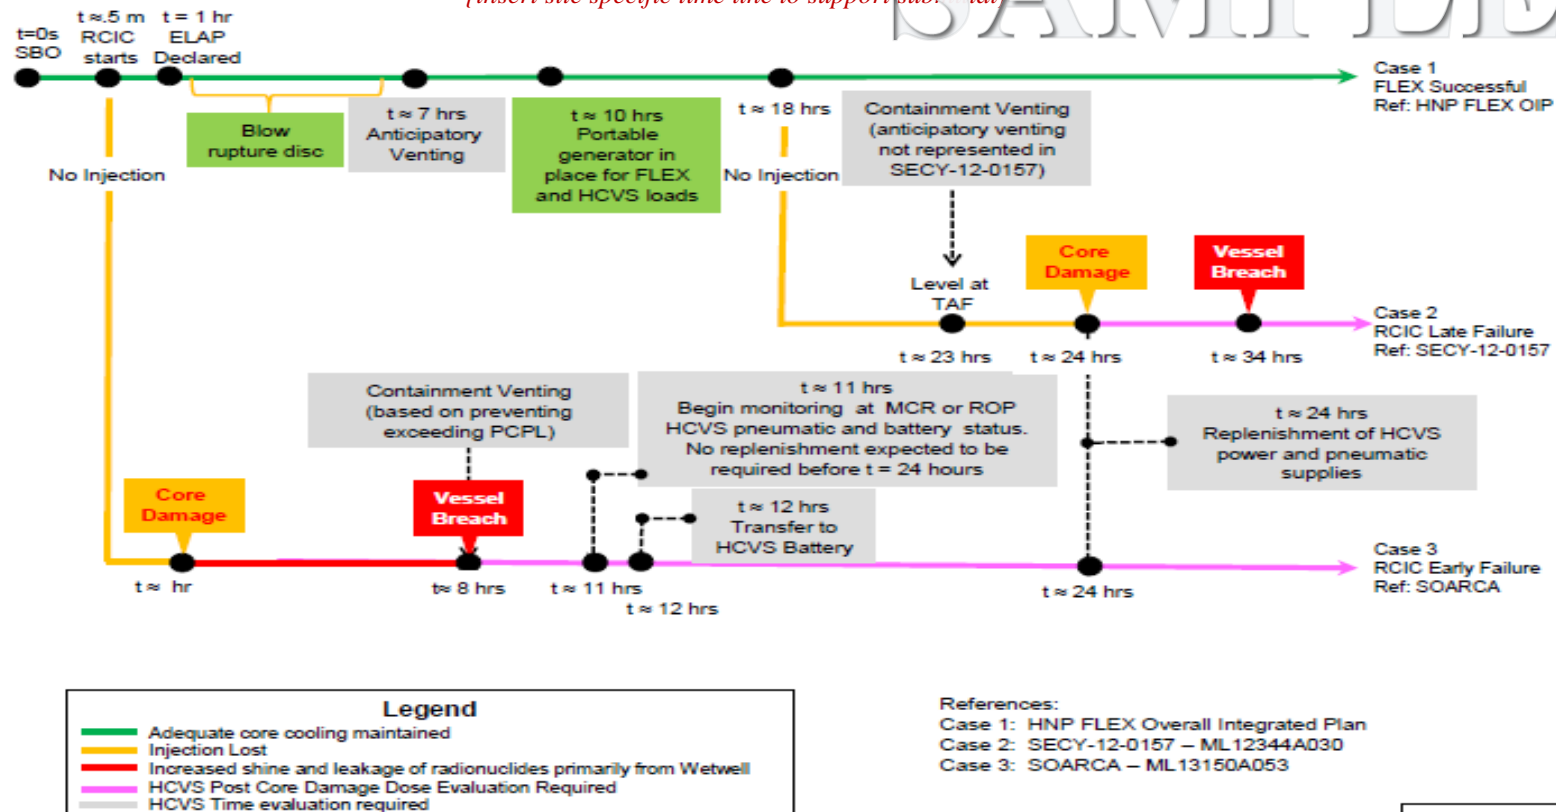 (insert site specific time line to support submittal)
SAMPLE
t=0s
SBO
t ≈.5 m
RCIC
starts
t = 1 hr
ELAP
Declared
Case 1
FLEX Successful
Ref: HNP FLEX OIP
Blow
rupture disc
t ≈ 7 hrs
Anticipatory
Venting
t ≈ 10 hrs
Portable
generator in
place for FLEX
and HCVS loads
t ≈ 18 hrs
Containment Venting
(anticipatory venting
not represented in
SECY-12-0157)
No Injection
No Injection
Core
Damage
Vessel
Breach
Level at
TAF
Case 2
RCIC Late Failure
Ref: SECY-12-0157
t ≈ 23 hrs
t ≈ 24 hrs
t ≈ 34 hrs
Containment Venting
(based on preventing
exceeding PCPL)
t ≈ 11 hrs
Begin monitoring at MCR or ROP
HCVS pneumatic and battery status.
No replenishment expected to be
required before t = 24 hours
t ≈ 24 hrs
Replenishment of HCVS
power and pneumatic
supplies
Core
Damage
Vessel
Breach
t ≈ 12 hrs
Transfer to
HCVS Battery
Case 3
RCIC Early Failure
Ref: SOARCA
t ≈ hr
t≈ 8 hrs
t ≈ 11 hrs
t ≈ 12 hrs
t ≈ 24 hrs
Legend
Adequate core cooling maintained
Injection Lost
Increased shine and leakage of radionuclides primarily from Wetwell
HCVS Post Core Damage Dose Evaluation Required
HCVS Time evaluation required
References:
Case 1: HNP FLEX Overall Integrated Plan
Case 2: SECY-12-0157 – ML12344A030
Case 3: SOARCA – ML13150A053